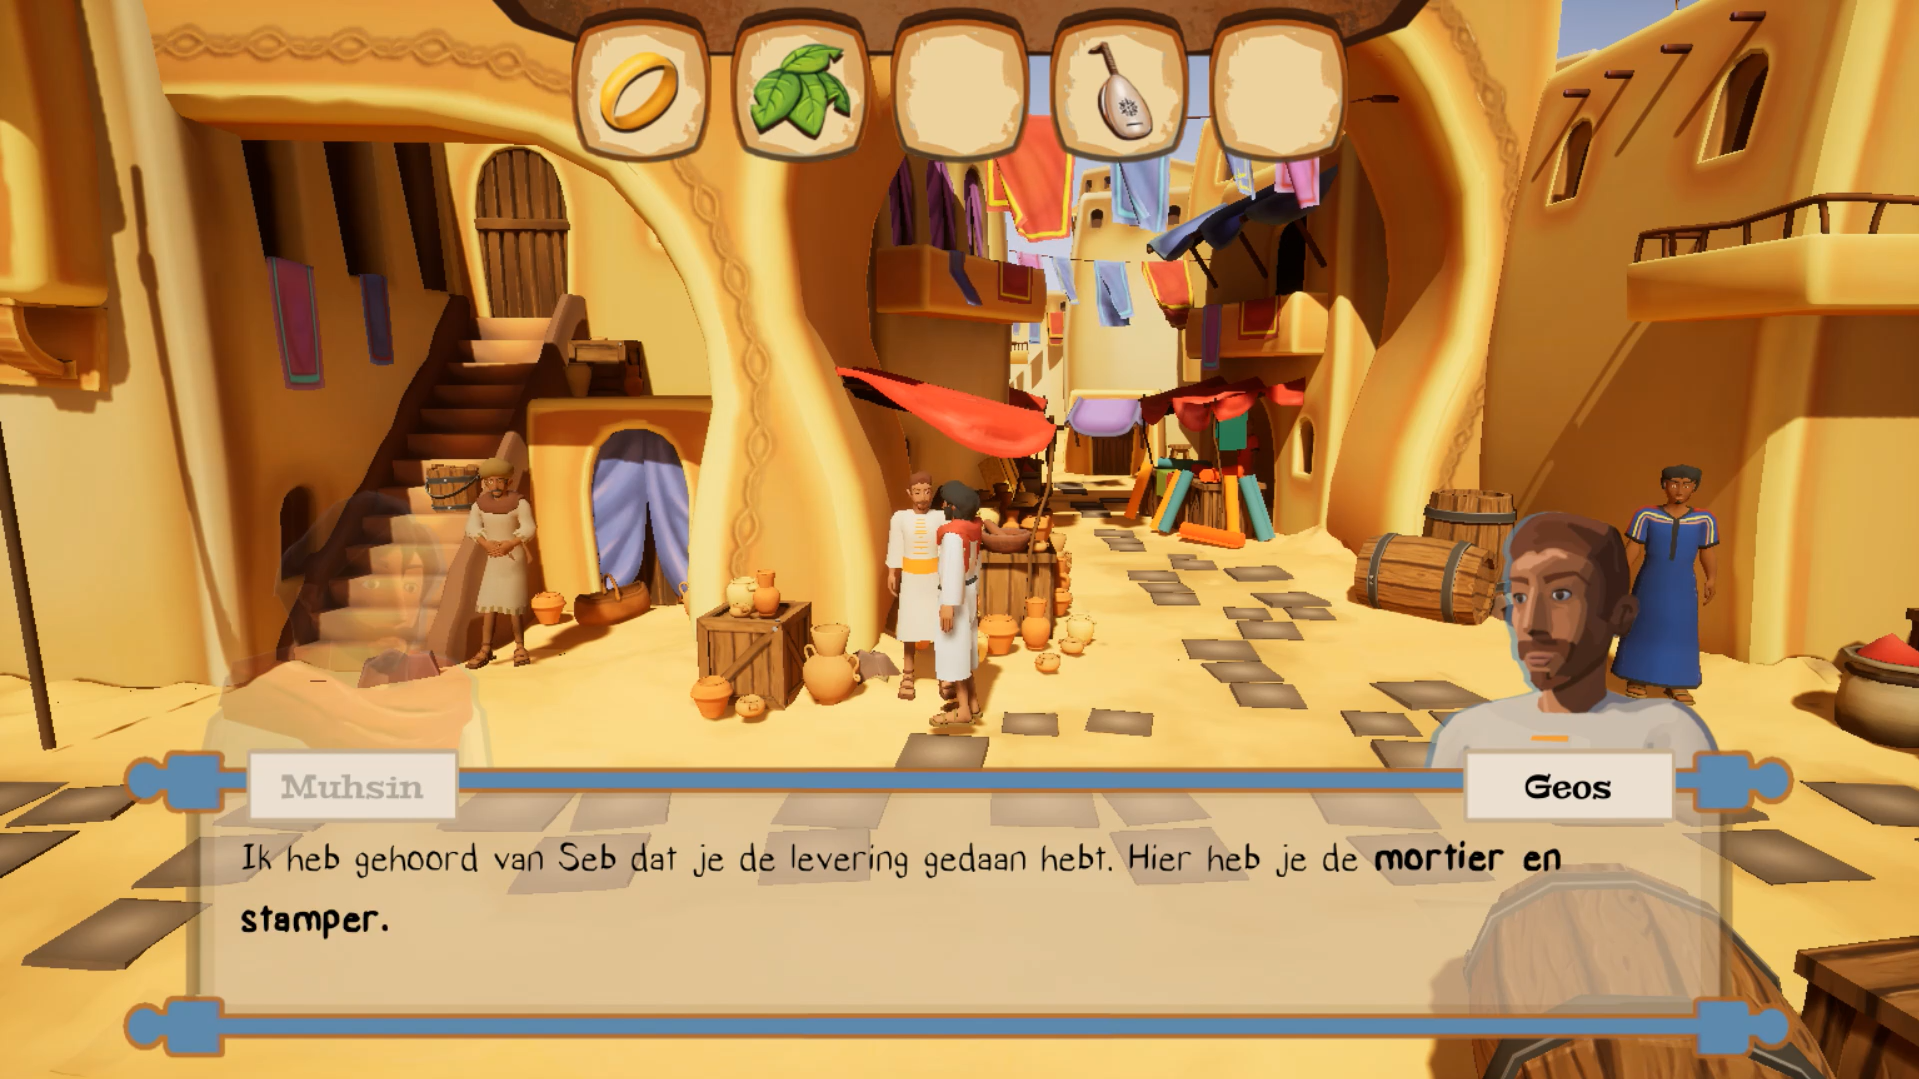 Muhsin
Geos
Ik heb gehoord van Seb dat je de levering gedaan hebt. Hier heb je de mortier en
stamper.